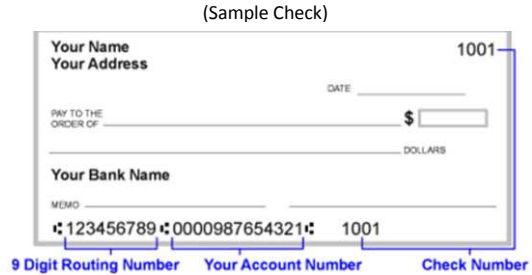 (Sample Check)
Your Name 1001
Your Address
DATE
PAY TO THE
ORDER OF $
DOLLARS
Your Bank Name
MEMO
⑆123456789⑆0000987654321⑆ 1001
9 Digit Routing Number Your Account Number Check Number